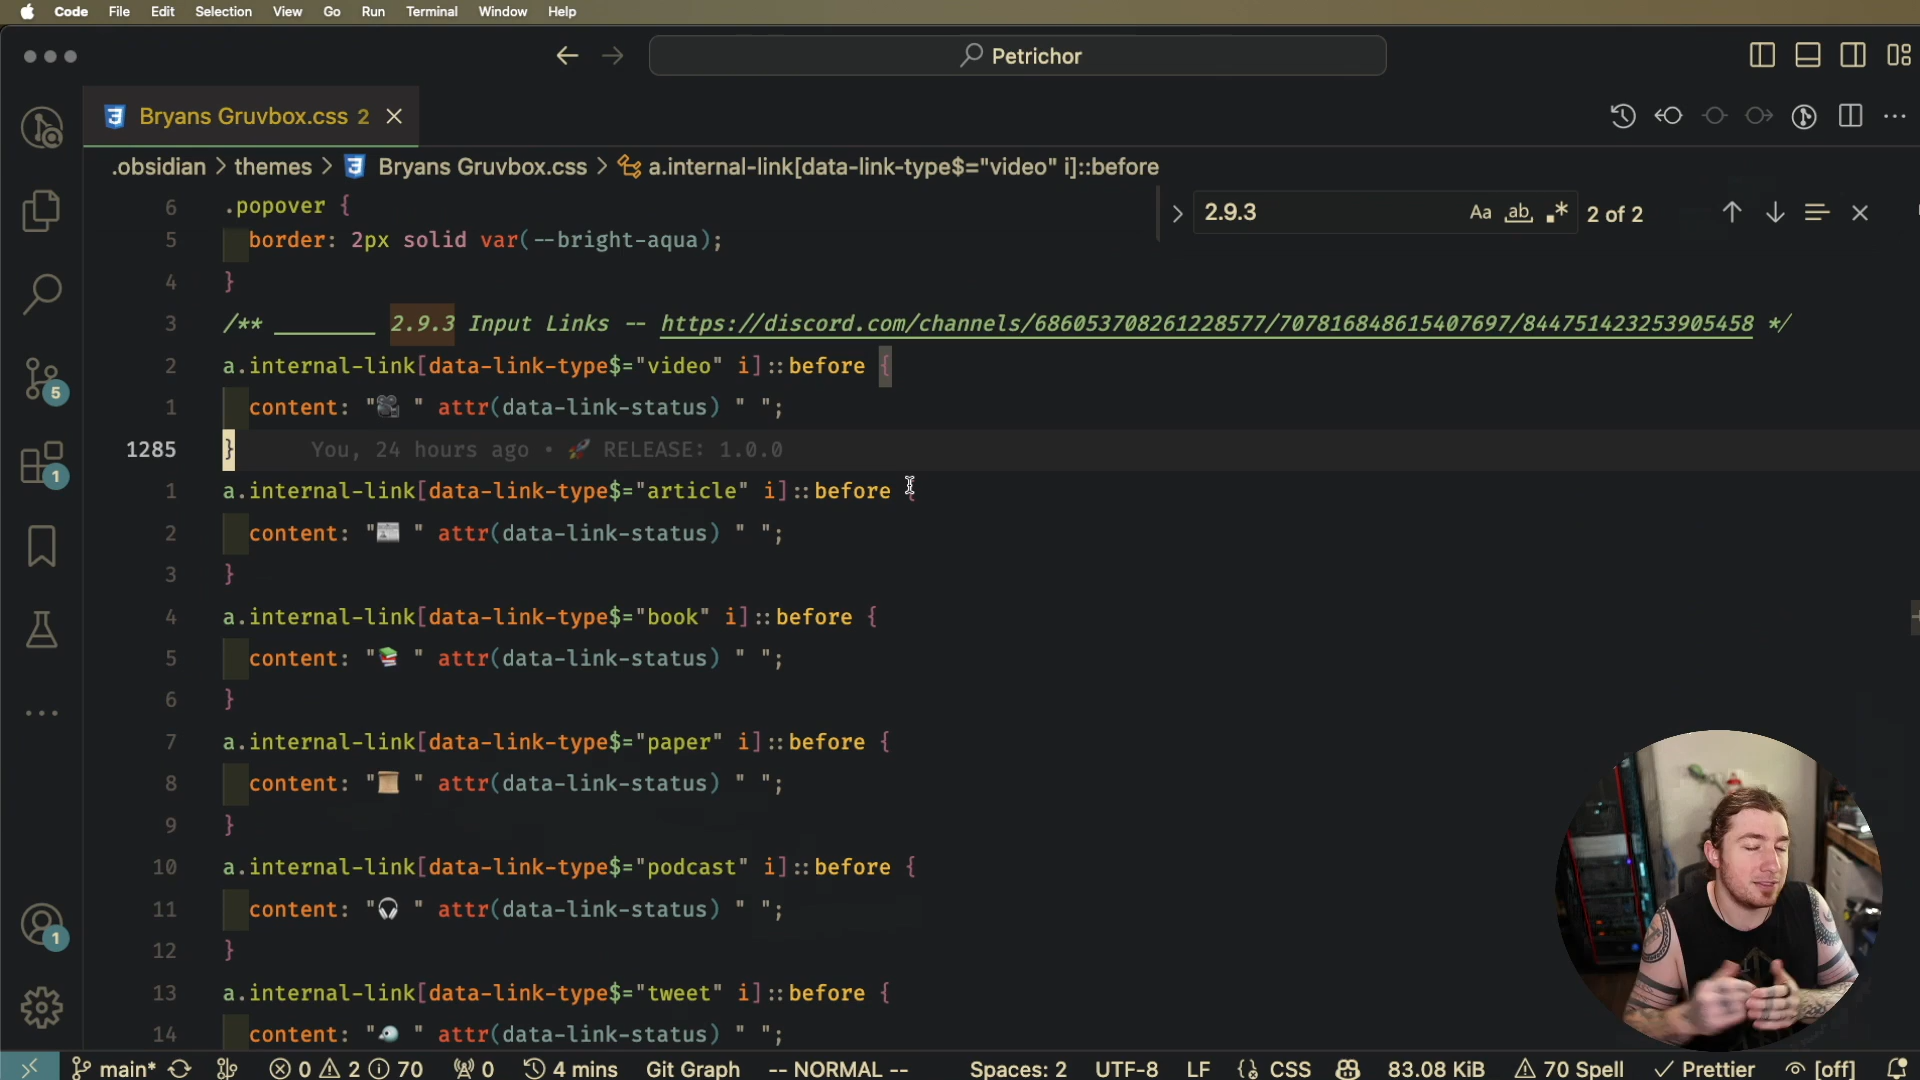 Code File Edit Selection View Go Run Terminal Window Help
Petrichor
Bryans Gruvbox.css 2
.obsidian > themes > Bryans Gruvbox.css > a.internal-link[data-link-type$="video" i]::before
2.9.3 Aa ab .* 2 of 2
6 .popover {
5 border: 2px solid var(--bright-aqua);
4 }
3 /** ________ 2.9.3 Input Links -- https://discord.com/channels/686053708261228577/707816848615407697/844751423253905458 */
2 a.internal-link[data-link-type$="video" i]::before {
1 content: "🎥 " attr(data-link-status) " ";
1285 } You, 24 hours ago • 🚀 RELEASE: 1.0.0
1 a.internal-link[data-link-type$="article" i]::before {
2 content: "📰 " attr(data-link-status) " ";
3 }
4 a.internal-link[data-link-type$="book" i]::before {
5 content: "📚 " attr(data-link-status) " ";
6 }
7 a.internal-link[data-link-type$="paper" i]::before {
8 content: "📜 " attr(data-link-status) " ";
9 }
10 a.internal-link[data-link-type$="podcast" i]::before {
11 content: "🎧 " attr(data-link-status) " ";
12 }
13 a.internal-link[data-link-type$="tweet" i]::before {
14 content: "🐦 " attr(data-link-status) " ";
5
1
1
main* 0 2 70 0 4 mins Git Graph -- NORMAL -- Spaces: 2 UTF-8 LF CSS 83.08 KiB 70 Spell Prettier [off]